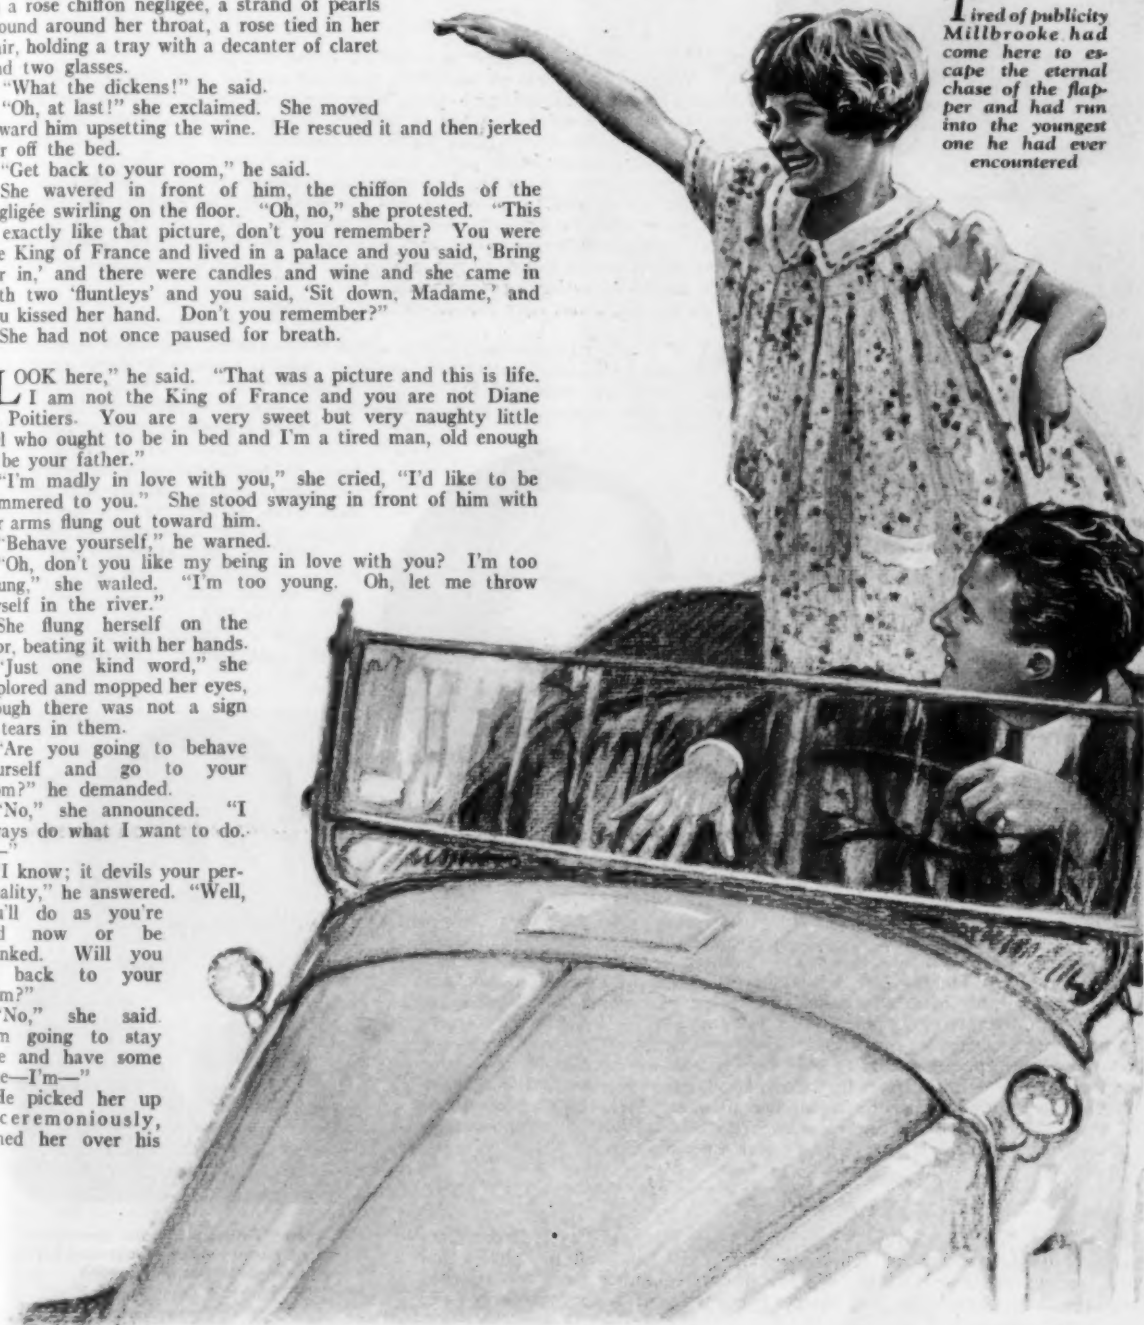 a rose chiffon negligee, a strand of pearls
ound around her throat, a rose tied in her
air, holding a tray with a decanter of claret
nd two glasses.
"What the dickens!" he said.
"Oh, at last!" she exclaimed. She moved
ward him upsetting the wine. He rescued it and then jerked
r off the bed.
"Get back to your room," he said.
She wavered in front of him, the chiffon folds of the
gligée swirling on the floor. "Oh, no," she protested. "This
exactly like that picture, don't you remember? You were
e King of France and lived in a palace and you said, 'Bring
r in,' and there were candles and wine and she came in
th two 'fluntleys' and you said, 'Sit down, Madame,' and
u kissed her hand. Don't you remember?"
She had not once paused for breath.
LOOK here," he said. "That was a picture and this is life.
I am not the King of France and you are not Diane
Poitiers. You are a very sweet but very naughty little
l who ought to be in bed and I'm a tired man, old enough
be your father."
"I'm madly in love with you," she cried, "I'd like to be
mmered to you." She stood swaying in front of him with
r arms flung out toward him.
"Behave yourself," he warned.
"Oh, don't you like my being in love with you? I'm too
ung," she wailed. "I'm too young. Oh, let me throw
self in the river."
She flung herself on the
or, beating it with her hands.
"Just one kind word," she
plored and mopped her eyes,
ough there was not a sign
tears in them.
"Are you going to behave
urself and go to your
m?" he demanded.
"No," she announced. "I
ays do what I want to do.
—"
"I know; it devils your per-
ality," he answered. "Well,
u'll do as you're
d now or be
nked. Will you
back to your
m?"
"No," she said.
m going to stay
e and have some
e—I'm—"
He picked her up
ceremoniously,
ned her over his
Tired of publicity
Millbrooke had
come here to es-
cape the eternal
chase of the flap-
per and had run
into the youngest
one he had ever
encountered